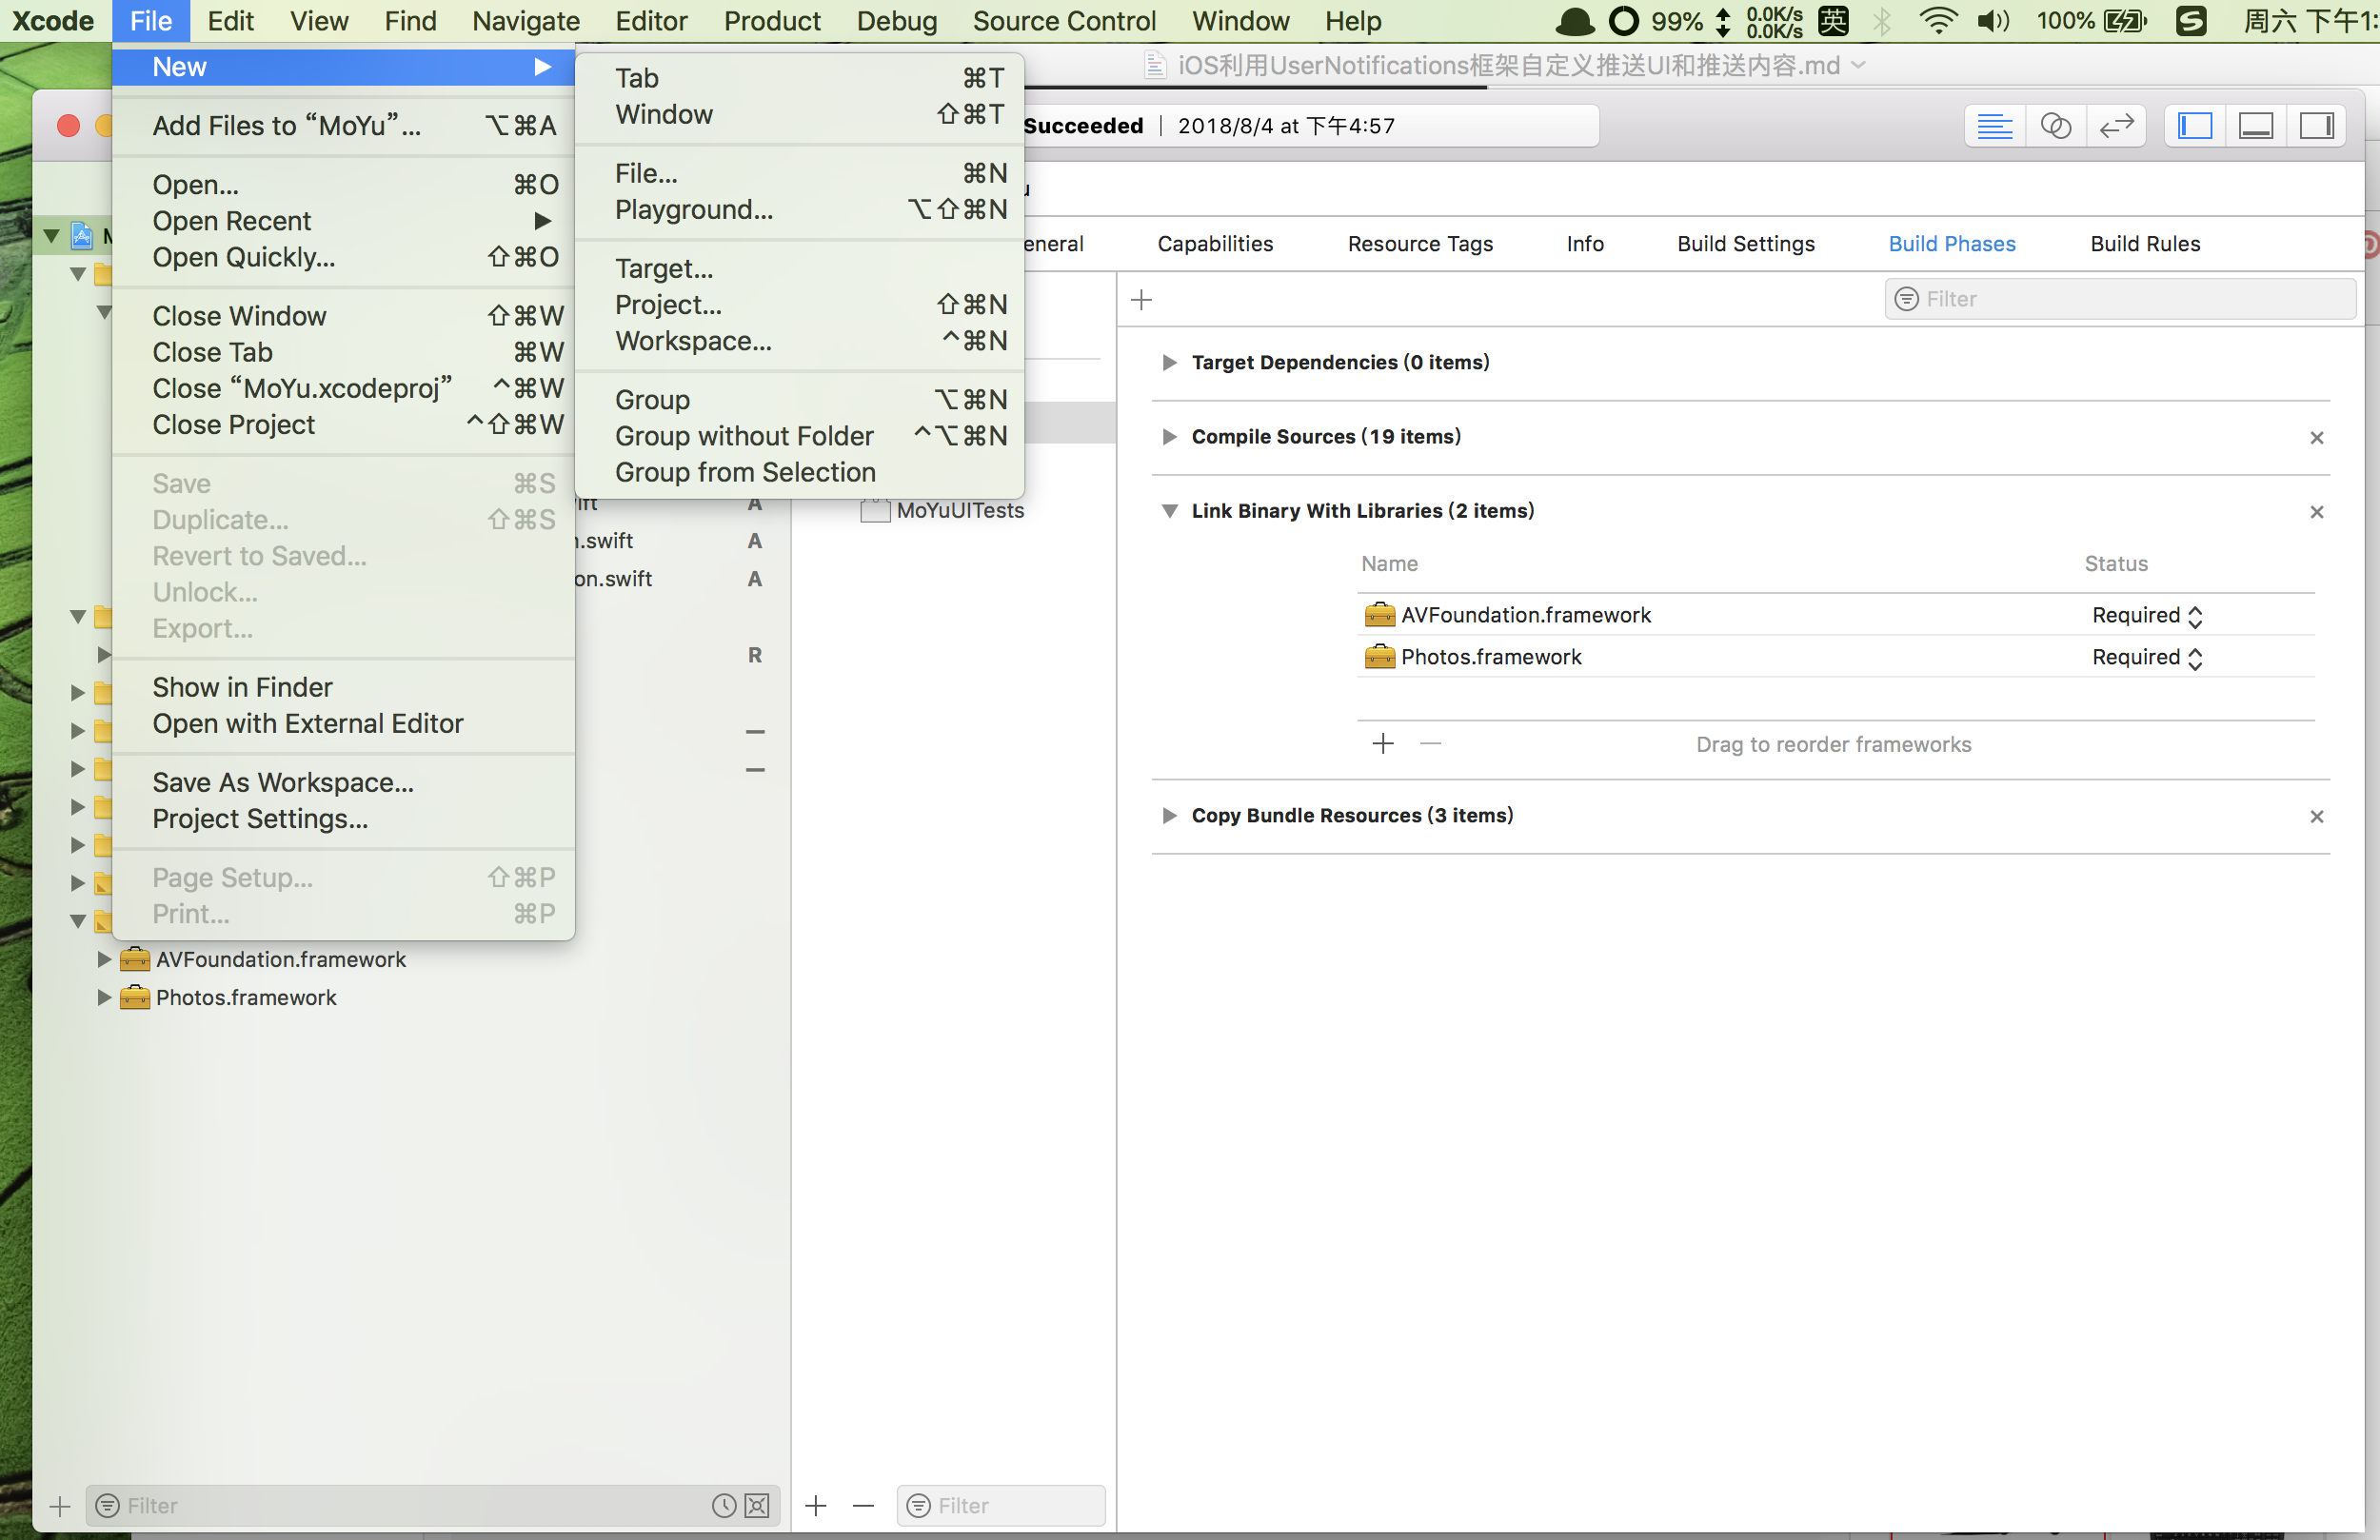 Xcode File Edit View Find Navigate Editor Product Debug Source Control Window Help 99% 0.0K/s 0.0K/s 英 100% 周六 下午1:
iOS利用UserNotifications框架自定义推送UI和推送内容.md
New
Add Files to “MoYu”... ⌥⌘A
Open... ⌘O
Open Recent
Open Quickly... ⇧⌘O
Close Window ⇧⌘W
Close Tab ⌘W
Close “MoYu.xcodeproj” ^⌘W
Close Project ^⇧⌘W
Save ⌘S
Duplicate... ⇧⌘S
Revert to Saved...
Unlock...
Export...
Show in Finder
Open with External Editor
Save As Workspace...
Project Settings...
Page Setup... ⇧⌘P
Print... ⌘P
Tab ⌘T
Window ⇧⌘T
File... ⌘N
Playground... ⌥⇧⌘N
Target...
Project... ⇧⌘N
Workspace... ^⌘N
Group ⌥⌘N
Group without Folder ^⌥⌘N
Group from Selection
Succeeded | 2018/8/4 at 下午4:57
eneral Capabilities Resource Tags Info Build Settings Build Phases Build Rules
Filter
A
.swift A
on.swift A
R
AVFoundation.framework
Photos.framework
Filter
MoYuUITests
Filter
Target Dependencies (0 items)
Compile Sources (19 items)
Link Binary With Libraries (2 items)
Name Status
AVFoundation.framework Required
Photos.framework Required
Drag to reorder frameworks
Copy Bundle Resources (3 items)